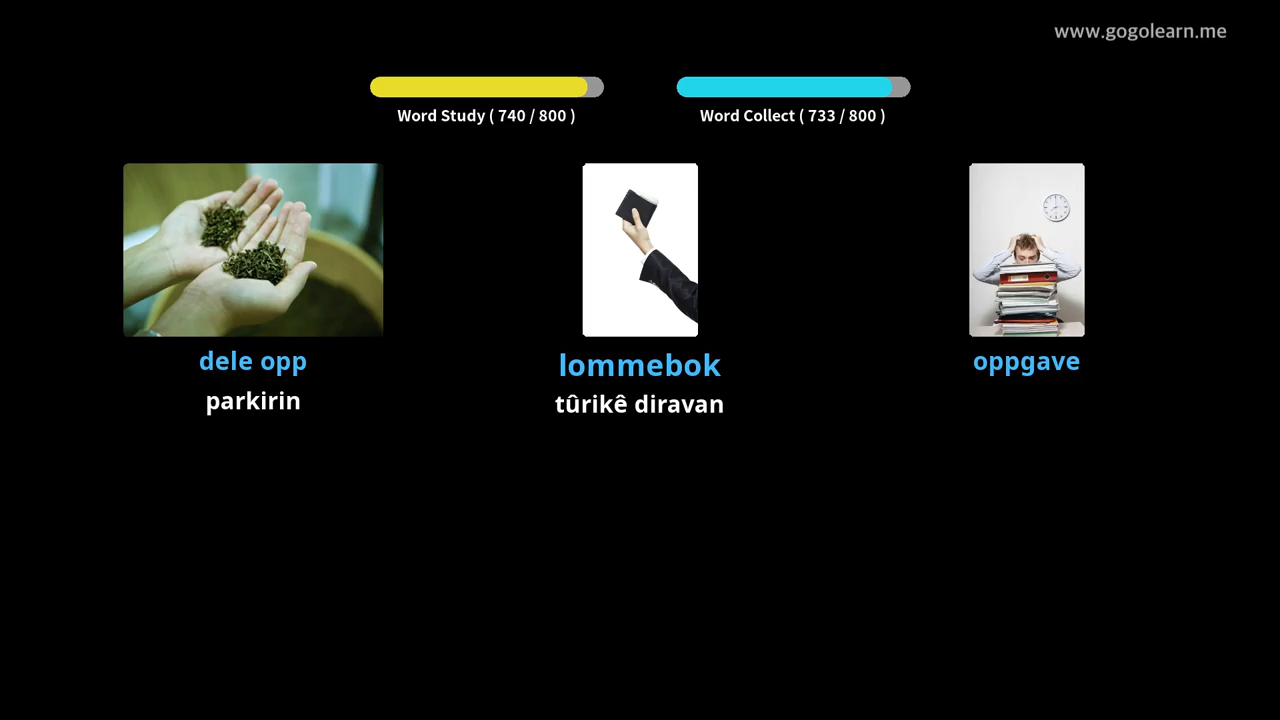 www.gogolearn.me
Word Study ( 740 / 800 )
Word Collect ( 733 / 800 )
dele opp
parkirin
lommebok
tûrikê diravan
oppgave